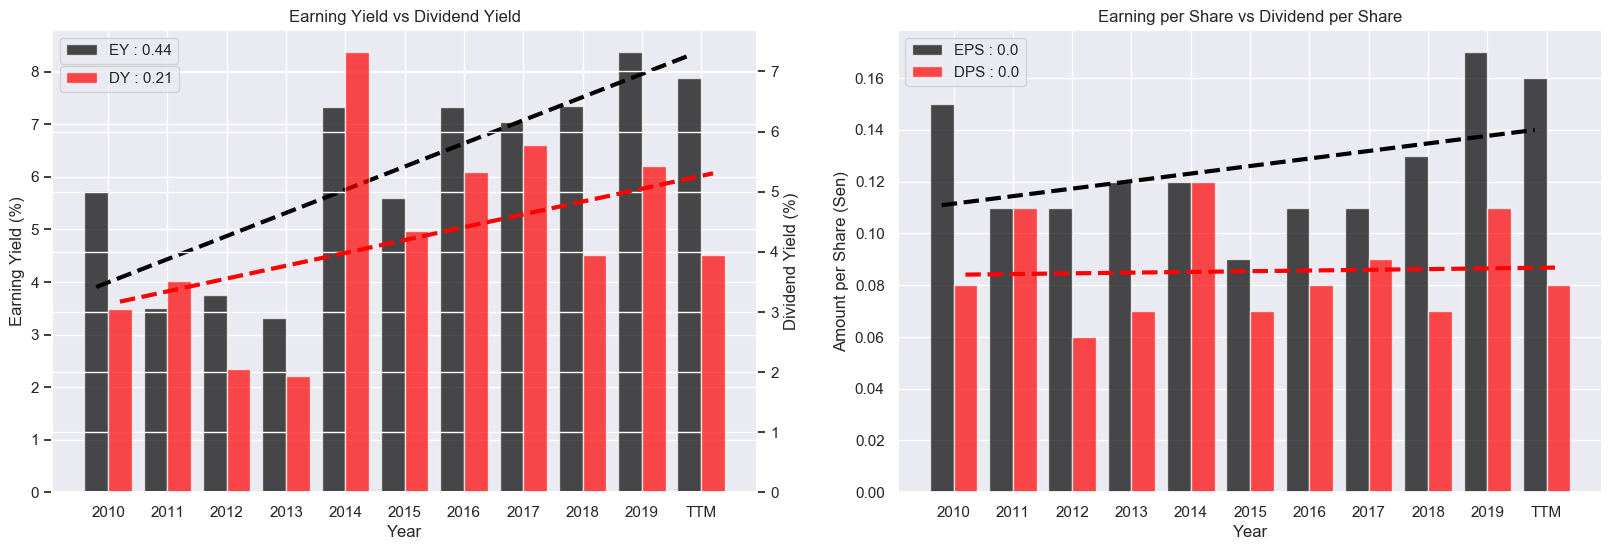 Earning Yield vs Dividend Yield
EY : 0.44
DY : 0.21
Earning Yield (%)
8
7
6
5
4
3
2
1
0
7
6
5
4
3
2
1
0
Dividend Yield (%)
2010 2011 2012 2013 2014 2015 2016 2017 2018 2019 TTM
Year
Earning per Share vs Dividend per Share
EPS : 0.0
DPS : 0.0
Amount per Share (Sen)
0.16
0.14
0.12
0.10
0.08
0.06
0.04
0.02
0.00
2010 2011 2012 2013 2014 2015 2016 2017 2018 2019 TTM
Year